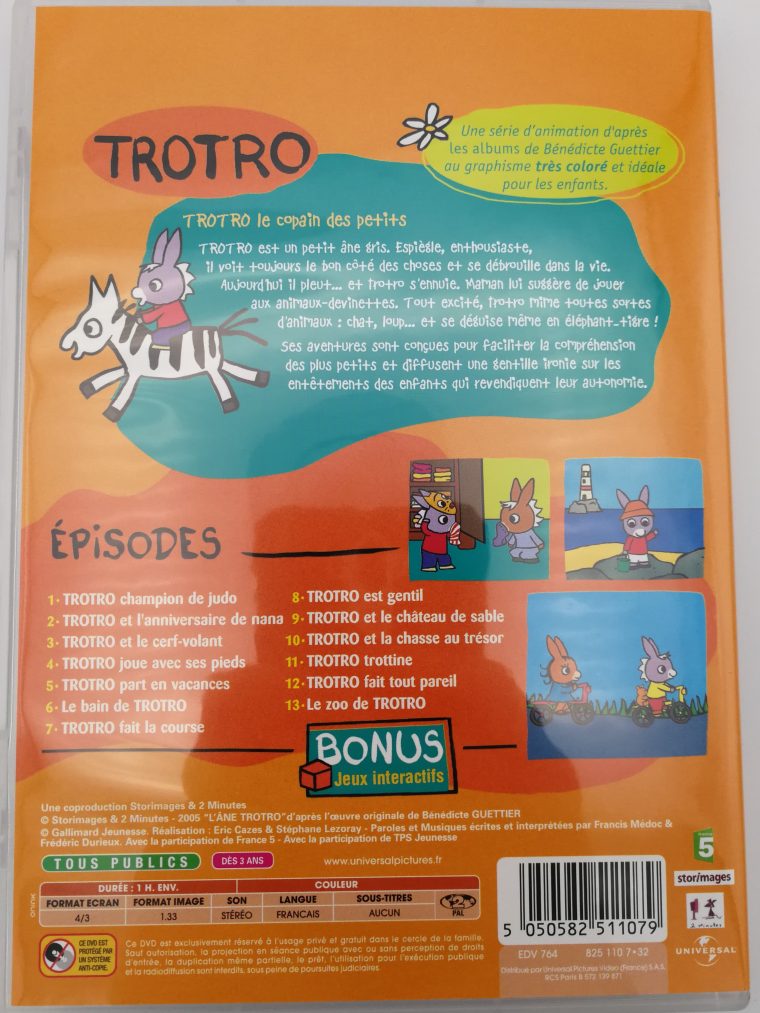 TROTRO
Une série d'animation d'après
les albums de Bénédicte Guettier
au graphisme très coloré et idéale
pour les enfants.
TROTRO le copain des petits
TROTRO est un petit âne gris. Espiègle, enthousiaste,
il voit toujours le bon côté des choses et se débrouille dans la vie.
Aujourd'hui il pleut... et trotro s'ennuie. Maman lui suggère de jouer
aux animaux-devinettes. Tout excité, trotro mime toutes sortes
d'animaux : chat, loup... et se déguise même en éléphant-tigre !
Ses aventures sont conçues pour faciliter la compréhension
des plus petits et diffusent une gentille ironie sur les
entêtements des enfants qui revendiquent leur autonomie.
ÉPISODES
1· TROTRO champion de judo
2· TROTRO et l'anniversaire de nana
3· TROTRO et le cerf-volant
4· TROTRO joue avec ses pieds
5· TROTRO part en vacances
6· Le bain de TROTRO
7· TROTRO fait la course
8· TROTRO est gentil
9· TROTRO et le château de sable
10· TROTRO et la chasse au trésor
11· TROTRO trottine
12· TROTRO fait tout pareil
13· Le zoo de TROTRO
BONUS
Jeux interactifs
Une coproduction Storimages & 2 Minutes
© Storimages & 2 Minutes - 2005 "L'ÂNE TROTRO" d'après l'œuvre originale de Bénédicte GUETTIER
© Gallimard Jeunesse. Réalisation : Eric Cazes & Stéphane Lezoray - Paroles et Musiques écrites et interprétées par Francis Médoc &
Frédéric Durieux. Avec la participation de France 5 - Avec la participation de TPS Jeunesse
TOUS PUBLICS
DÈS 3 ANS
www.universalpictures.fr
5
DURÉE : 1 H. ENV.
COULEUR
FORMAT ECRAN
FORMAT IMAGE
SON
LANGUE
SOUS-TITRES
4/3
1.33
STÉRÉO
FRANCAIS
AUCUN
2
PAL
CE DVD EST
PROTÉGÉ PAR
UN SYSTÈME
ANTI-COPIE.
Ce DVD est exclusivement réservé à l'usage privé et gratuit dans le cercle de la famille.
Sauf autorisation, la projection en séance publique avec ou sans perception de droits
d'entrée, la duplication même partielle, le prêt, l'utilisation pour l'exécution publique
et la radiodiffusion sont interdits, sous peine de poursuites judiciaires.
5 050582 511079
EDV 764
825 110 7·32
Distribué par Universal Pictures Video (France) S.A.S.
RCS Paris B 572 139 871
stor/mages
2 minutes
UNIVERSAL